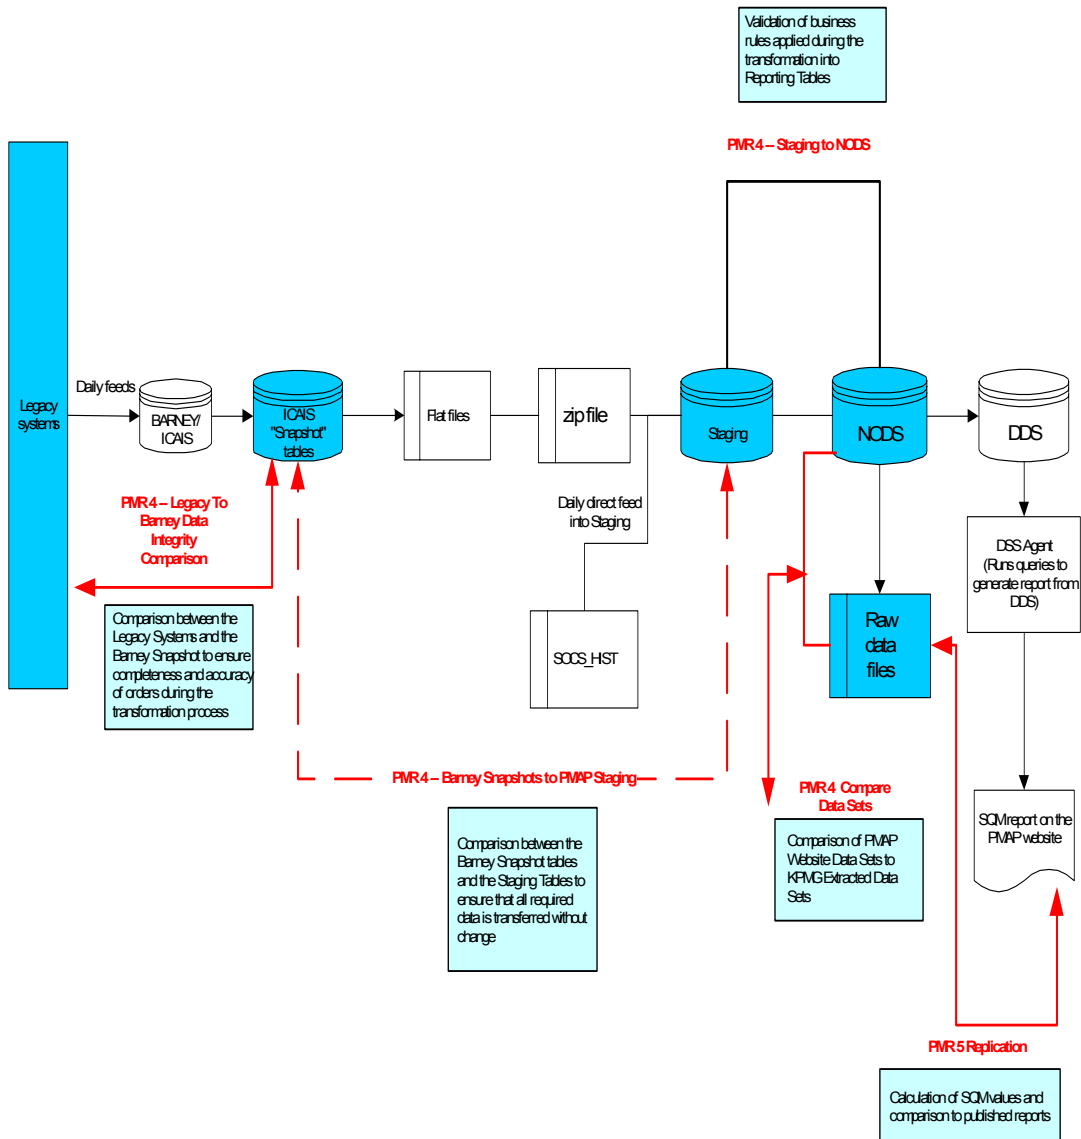 Validation of business
rules applied during the
transformation into
Reporting Tables
PMR 4 – Staging to NODS
Legacy
systems
Daily feeds
BARNEY/
ICAIS
ICAIS
"Snapshot"
tables
Flat files
zip file
Staging
NODS
DDS
Daily direct feed
into Staging
PMR 4 – Legacy To
Barney Data
Integrity
Comparison
DSS Agent
(Runs queries to
generate report from
DDS)
Comparison between the
Legacy Systems and the
Barney Snapshot to ensure
completeness and accuracy
of orders during the
transformation process
SOCS_HIST
Raw
data
files
PMR 4 – Barney Snapshots to PMAP Staging
PMR 4 Compare
Data Sets
SQM report on the
PMAP website
Comparison between the
Barney Snapshot tables
and the Staging Tables to
ensure that all required
data is transferred without
change
Comparison of PMAP
Website Data Sets to
KPMG Extracted Data
Sets
PMR 5 Replication
Calculation of SQM values and
comparison to published reports